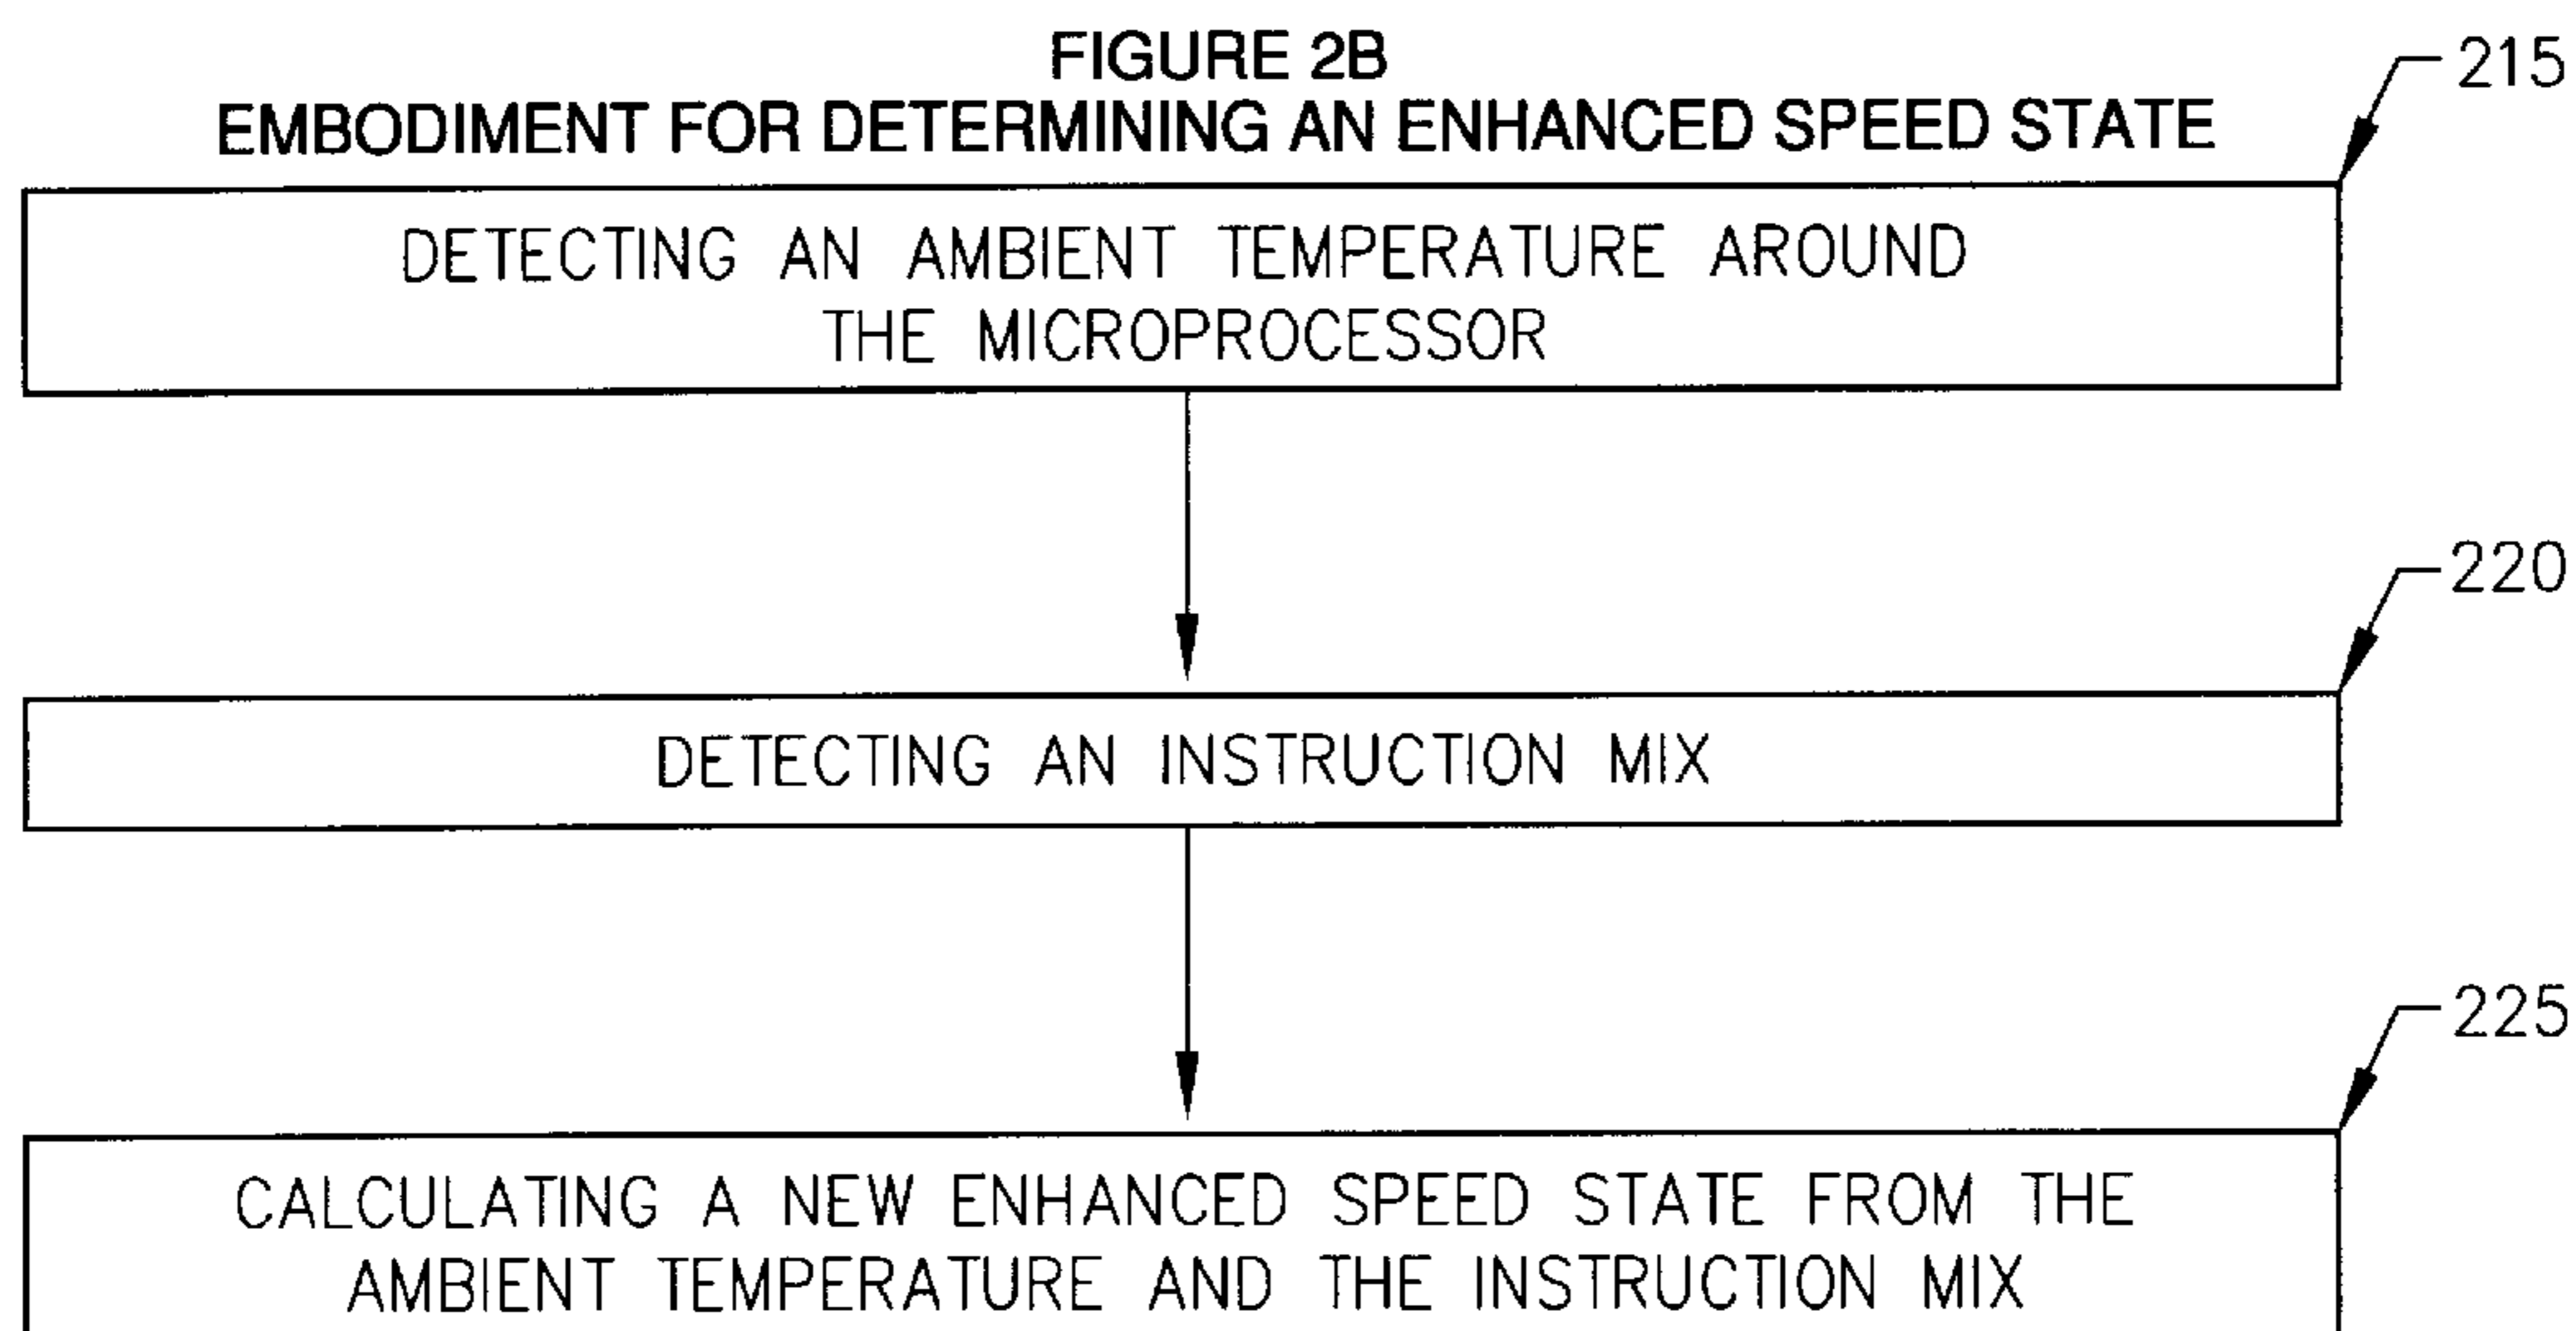 FIGURE 2B
EMBODIMENT FOR DETERMINING AN ENHANCED SPEED STATE
215
DETECTING AN AMBIENT TEMPERATURE AROUND
THE MICROPROCESSOR
220
DETECTING AN INSTRUCTION MIX
225
CALCULATING A NEW ENHANCED SPEED STATE FROM THE
AMBIENT TEMPERATURE AND THE INSTRUCTION MIX